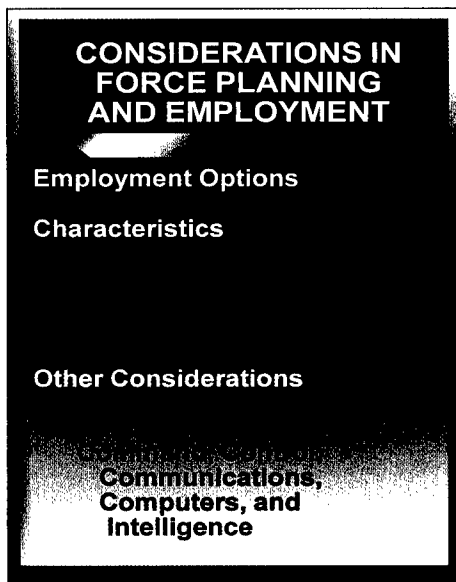 CONSIDERATIONS IN
FORCE PLANNING
AND EMPLOYMENT
Employment Options
Characteristics
Other Considerations
Communications,
Computers, and
Intelligence